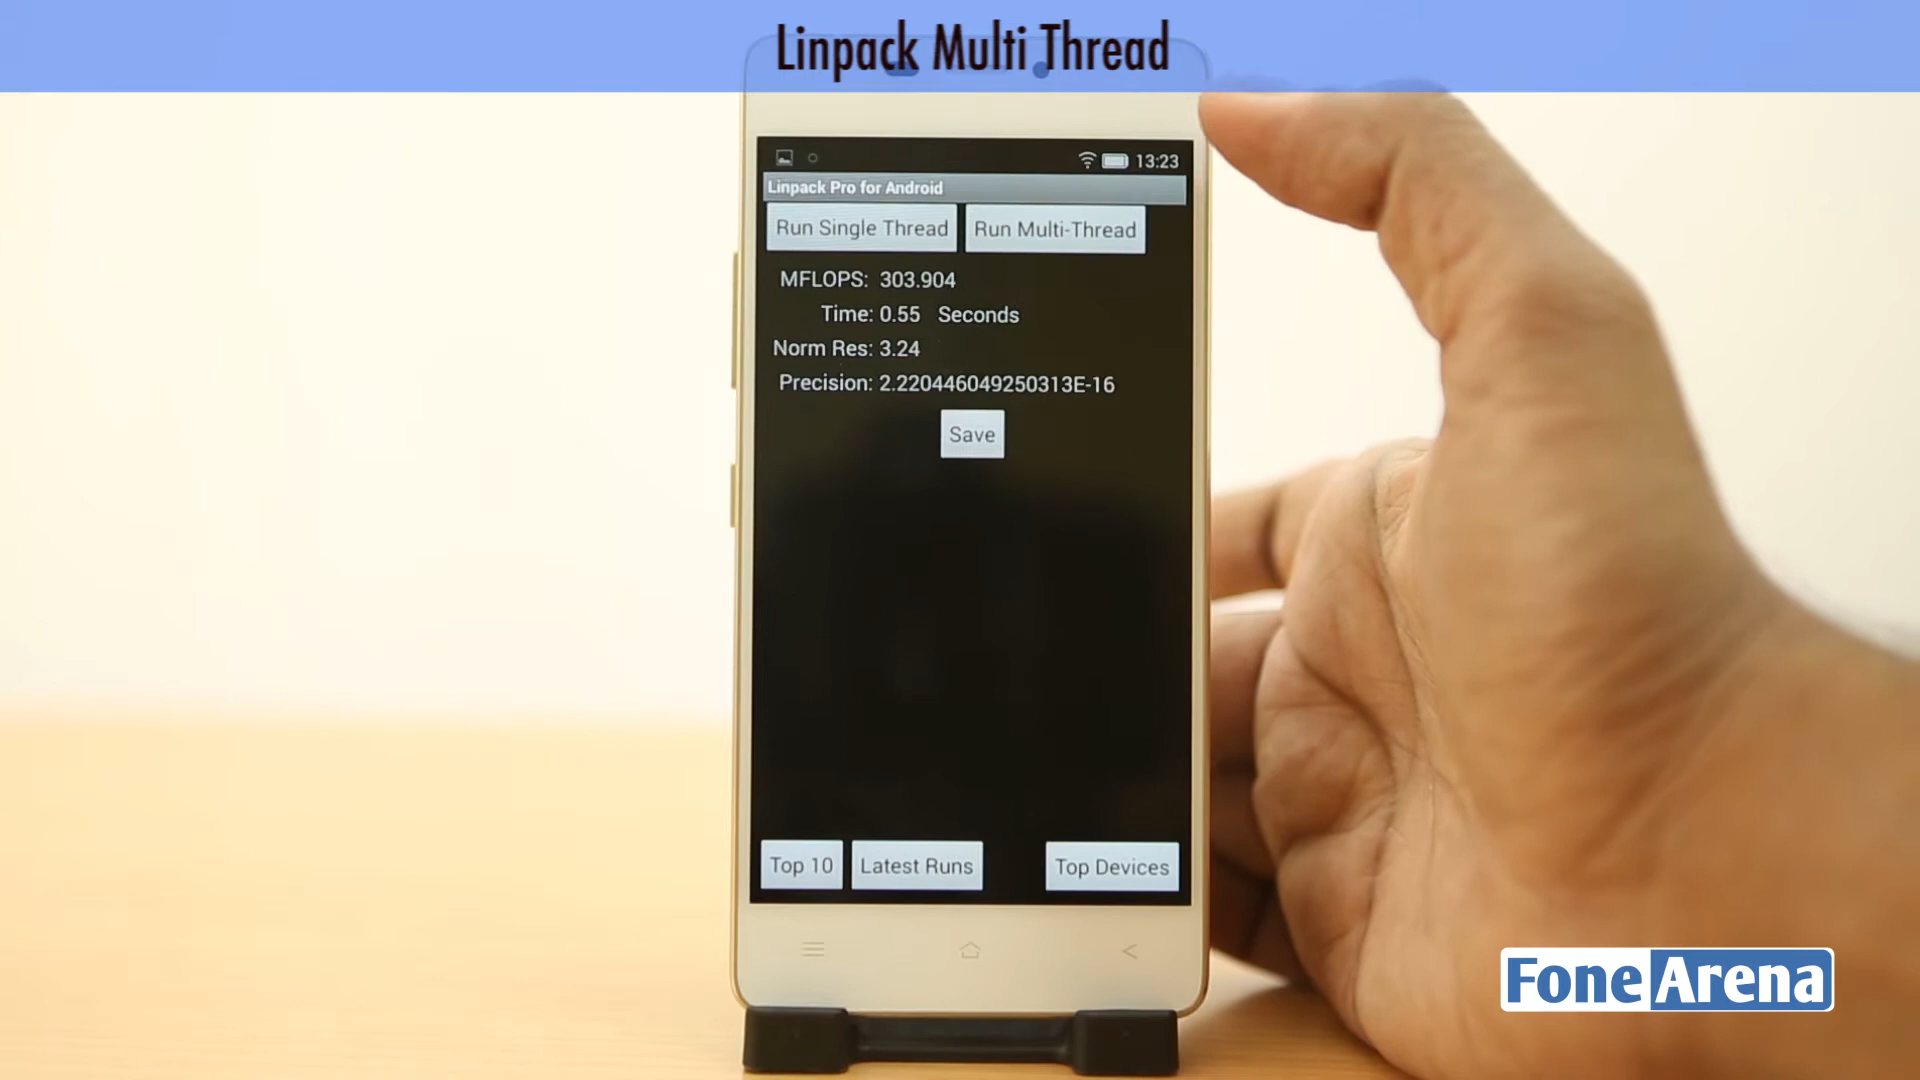 Linpack Multi Thread
13:23
Linpack Pro for Android
Run Single Thread Run Multi-Thread
MFLOPS: 303.904
Time: 0.55 Seconds
Norm Res: 3.24
Precision: 2.220446049250313E-16
Save
Top 10 Latest Runs Top Devices
FoneArena